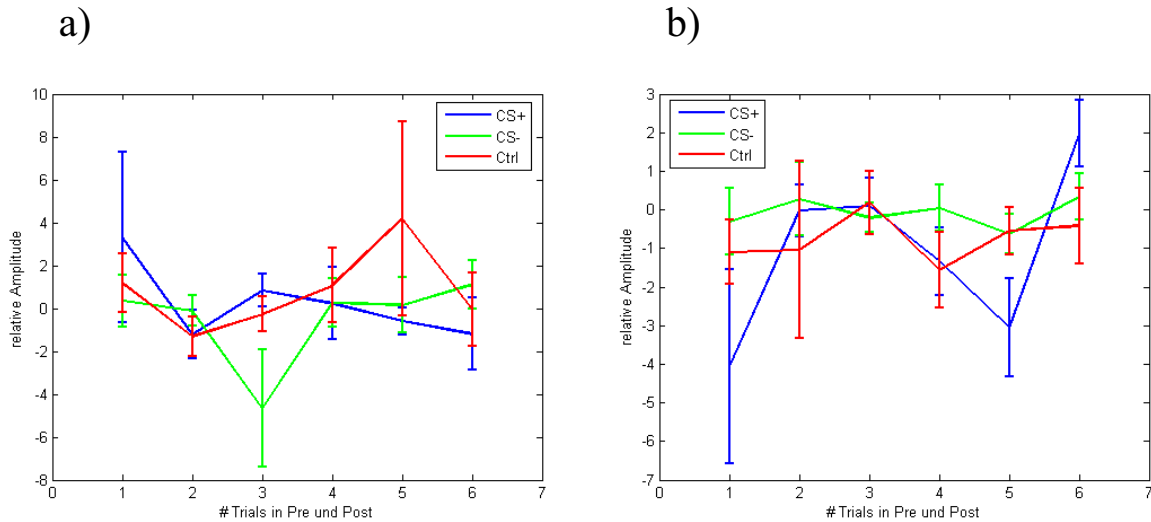 a)
b)
10
8
6
4
2
0
-2
-4
-6
-8
0 1 2 3 4 5 6 7
relative Amplitude
# Trials in Pre und Post
CS+
CS-
Ctrl
3
2
1
0
-1
-2
-3
-4
-5
-6
-7
0 1 2 3 4 5 6 7
relative Amplitude
# Trials in Pre und Post
CS+
CS-
Ctrl